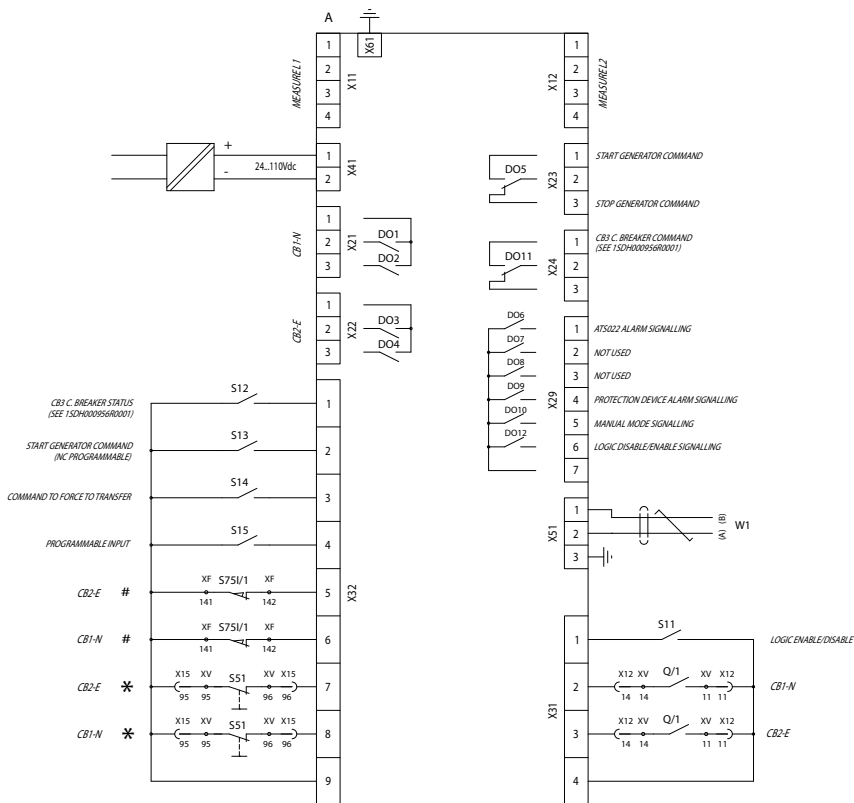 A
X61
1
2
3
4
X11
MEASURE L1
1
2
3
4
X12
MEASURE L2
+
-
24...110Vdc
1
2
X41
1
2
3
X23
DO5
START GENERATOR COMMAND
STOP GENERATOR COMMAND
CB1-N
1
2
3
X21
DO1
DO2
1
2
3
X24
DO11
CB3 C. BREAKER COMMAND
(SEE 1SDH000956R0001)
CB2-E
1
2
3
X22
DO3
DO4
DO6
DO7
DO8
DO9
DO10
DO12
X29
1 ATS022 ALARM SIGNALLING
2 NOT USED
3 NOT USED
4 PROTECTION DEVICE ALARM SIGNALLING
5 MANUAL MODE SIGNALLING
6 LOGIC DISABLE/ENABLE SIGNALLING
7
CB3 C. BREAKER STATUS
(SEE 1SDH000956R0001)
S12
1
START GENERATOR COMMAND
(NC PROGRAMMABLE)
S13
2
COMMAND TO FORCE TO TRANSFER
S14
3
PROGRAMMABLE INPUT
S15
4
X51
1
2
3
(A) (B)
W1
CB2-E # XF S75I/1 XF 5
141 142
X32
CB1-N # XF S75I/1 XF 6
141 142
CB2-E * X15 XV S51 XV X15 7
95 95 96 96
CB1-N * X15 XV S51 XV X15 8
95 95 96 96
9
X31
1 S11 LOGIC ENABLE/DISABLE
2 X12 XV Q/1 XV X12 CB1-N
14 14 11 11
3 X12 XV Q/1 XV X12 CB2-E
14 14 11 11
4